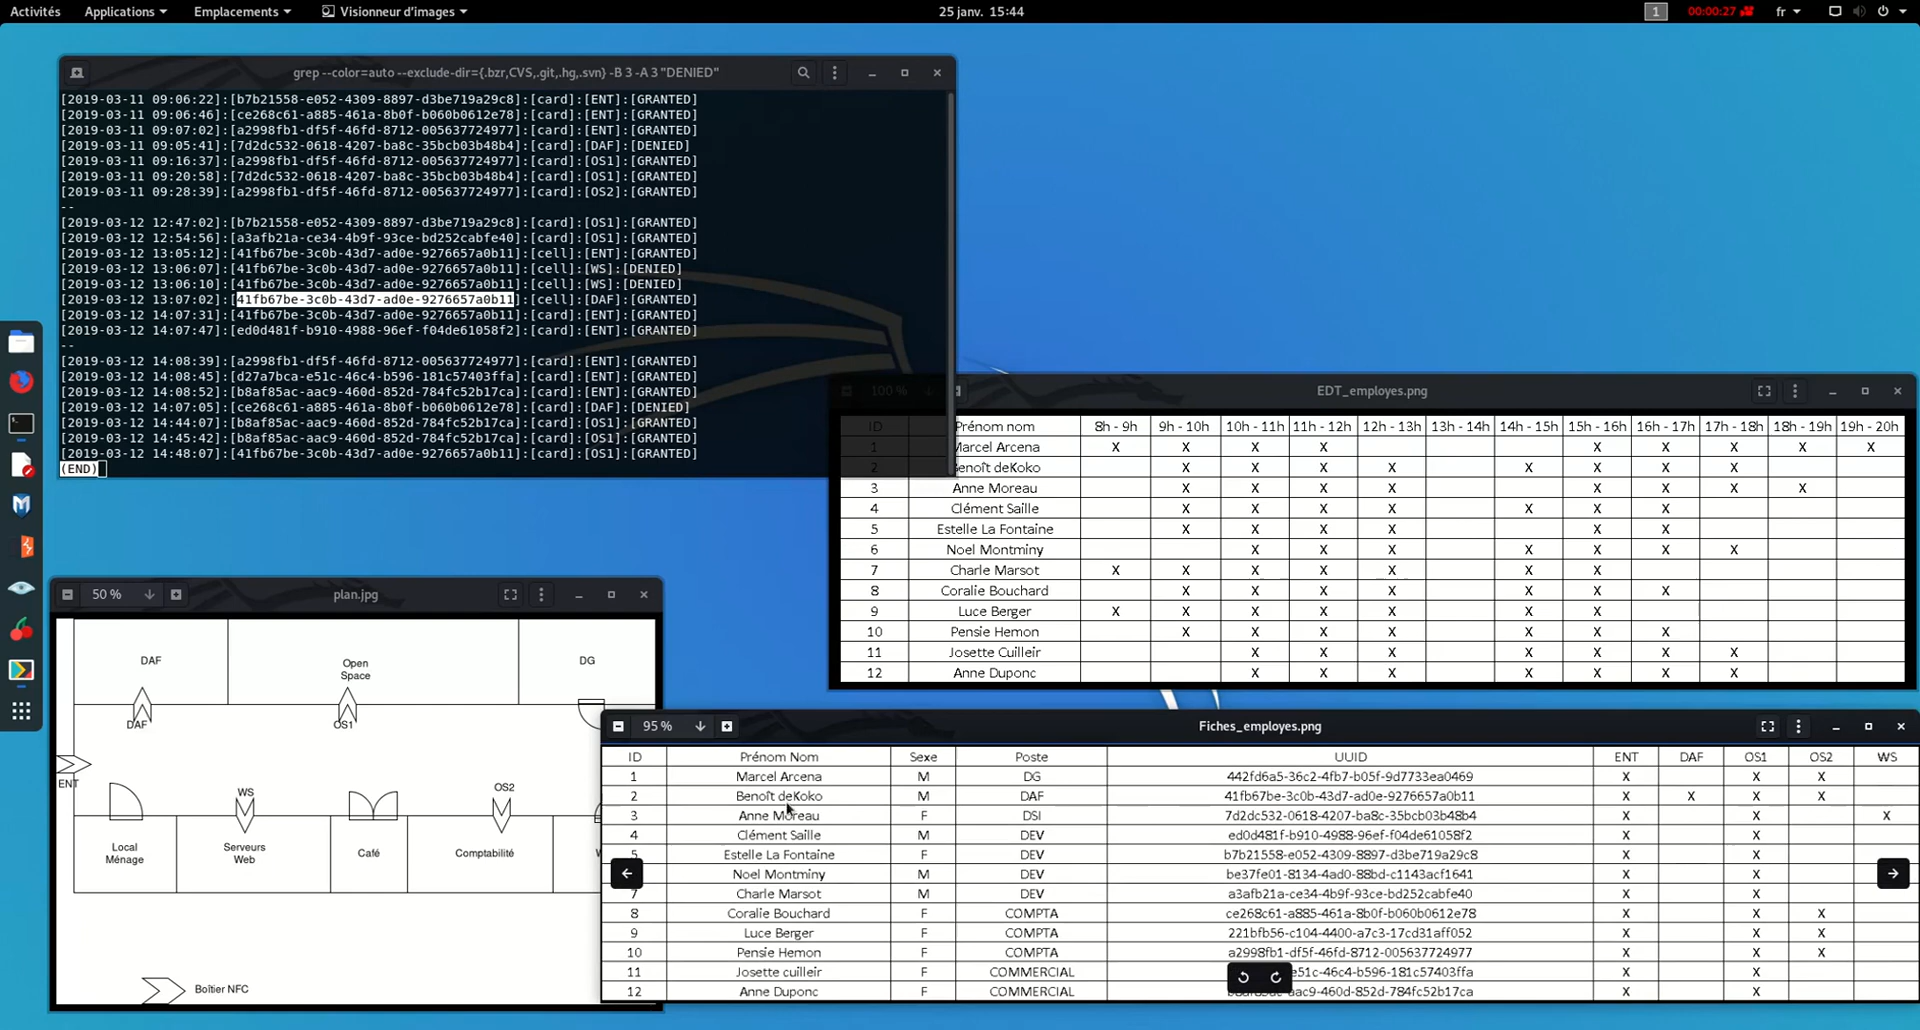 Activités Applications Emplacements Visionneur d'images 25 janv. 15:44 1 00:00:27 fr
grep --color=auto --exclude-dir={.bzr,CVS,.git,.hg,.svn} -B 3 -A 3 "DENIED"
[2019-03-11 09:06:22]:[b7b21558-e052-4309-8897-d3be719a29c8]:[card]:[ENT]:[GRANTED]
[2019-03-11 09:06:46]:[ce268c61-a885-461a-8b0f-b060b0612e78]:[card]:[ENT]:[GRANTED]
[2019-03-11 09:07:02]:[a2998fb1-df5f-46fd-8712-005637724977]:[card]:[ENT]:[GRANTED]
[2019-03-11 09:05:41]:[7d2dc532-0618-4207-ba8c-35bcb03b48b4]:[card]:[DAF]:[DENIED]
[2019-03-11 09:16:37]:[a2998fb1-df5f-46fd-8712-005637724977]:[card]:[OS1]:[GRANTED]
[2019-03-11 09:20:58]:[7d2dc532-0618-4207-ba8c-35bcb03b48b4]:[card]:[OS1]:[GRANTED]
[2019-03-11 09:28:39]:[a2998fb1-df5f-46fd-8712-005637724977]:[card]:[OS2]:[GRANTED]
--
[2019-03-12 12:47:02]:[b7b21558-e052-4309-8897-d3be719a29c8]:[card]:[OS1]:[GRANTED]
[2019-03-12 12:54:56]:[a3afb21a-ce34-4b9f-93ce-bd252cabfe40]:[card]:[OS1]:[GRANTED]
[2019-03-12 13:05:12]:[41fb67be-3c0b-43d7-ad0e-9276657a0b11]:[cell]:[ENT]:[GRANTED]
[2019-03-12 13:06:07]:[41fb67be-3c0b-43d7-ad0e-9276657a0b11]:[cell]:[WS]:[DENIED]
[2019-03-12 13:06:10]:[41fb67be-3c0b-43d7-ad0e-9276657a0b11]:[cell]:[WS]:[DENIED]
[2019-03-12 13:07:02]:[41fb67be-3c0b-43d7-ad0e-9276657a0b11]:[cell]:[DAF]:[GRANTED]
[2019-03-12 14:07:31]:[41fb67be-3c0b-43d7-ad0e-9276657a0b11]:[card]:[ENT]:[GRANTED]
[2019-03-12 14:07:47]:[ed0d481f-b910-4988-96ef-f04de61058f2]:[card]:[ENT]:[GRANTED]
--
[2019-03-12 14:08:39]:[a2998fb1-df5f-46fd-8712-005637724977]:[card]:[ENT]:[GRANTED]
[2019-03-12 14:08:45]:[d27a7bca-e51c-46c4-b596-181c57403ffa]:[card]:[ENT]:[GRANTED]
[2019-03-12 14:08:52]:[b8af85ac-aac9-460d-852d-784fc52b17ca]:[card]:[ENT]:[GRANTED]
[2019-03-12 14:07:05]:[ce268c61-a885-461a-8b0f-b060b0612e78]:[card]:[DAF]:[DENIED]
[2019-03-12 14:44:07]:[b8af85ac-aac9-460d-852d-784fc52b17ca]:[card]:[OS1]:[GRANTED]
[2019-03-12 14:45:42]:[b8af85ac-aac9-460d-852d-784fc52b17ca]:[card]:[OS1]:[GRANTED]
[2019-03-12 14:48:07]:[41fb67be-3c0b-43d7-ad0e-9276657a0b11]:[card]:[OS1]:[GRANTED]
(END)
100 % EDT_employes.png
ID Prénom nom 8h - 9h 9h - 10h 10h - 11h 11h - 12h 12h - 13h 13h - 14h 14h - 15h 15h - 16h 16h - 17h 17h - 18h 18h - 19h 19h - 20h
1 Marcel Arcena X X X X X X X X X
2 Benoît deKoko X X X X X X X X
3 Anne Moreau X X X X X X X X
4 Clément Saille X X X X X X X
5 Estelle La Fontaine X X X X X X
6 Noel Montminy X X X X X X X
7 Charle Marsot X X X X X X X
8 Coralie Bouchard X X X X X X X
9 Luce Berger X X X X X X X
10 Pensie Hemon X X X X X X X
11 Josette Cuilleir X X X X X X X
12 Anne Duponc X X X X X X X
50 % plan.jpg
DAF Open Space DG
DAF OS1
ENT
WS OS2
Local Ménage Serveurs Web Café Comptabilité
Boîtier NFC
95 % Fiches_employes.png
ID Prénom Nom Sexe Poste UUID ENT DAF OS1 OS2 WS
1 Marcel Arcena M DG 442fd6a5-36c2-4fb7-b05f-9d7733ea0469 X X X
2 Benoît deKoko M DAF 41fb67be-3c0b-43d7-ad0e-9276657a0b11 X X X X
3 Anne Moreau F DSI 7d2dc532-0618-4207-ba8c-35bcb03b48b4 X X X
4 Clément Saille M DEV ed0d481f-b910-4988-96ef-f04de61058f2 X X
5 Estelle La Fontaine F DEV b7b21558-e052-4309-8897-d3be719a29c8 X X
Noel Montminy M DEV be37fe01-8134-4ad0-88bd-c1143acf1641 X X
7 Charle Marsot M DEV a3afb21a-ce34-4b9f-93ce-bd252cabfe40 X X
8 Coralie Bouchard F COMPTA ce268c61-a885-461a-8b0f-b060b0612e78 X X X
9 Luce Berger F COMPTA 221bfb56-c104-4400-a7c3-17cd31aff052 X X X
10 Pensie Hemon F COMPTA a2998fb1-df5f-46fd-8712-005637724977 X X X
11 Josette cuilleir F COMMERCIAL e51c-46c4-b596-181c57403ffa X X
12 Anne Duponc F COMMERCIAL aac9-460d-852d-784fc52b17ca X X